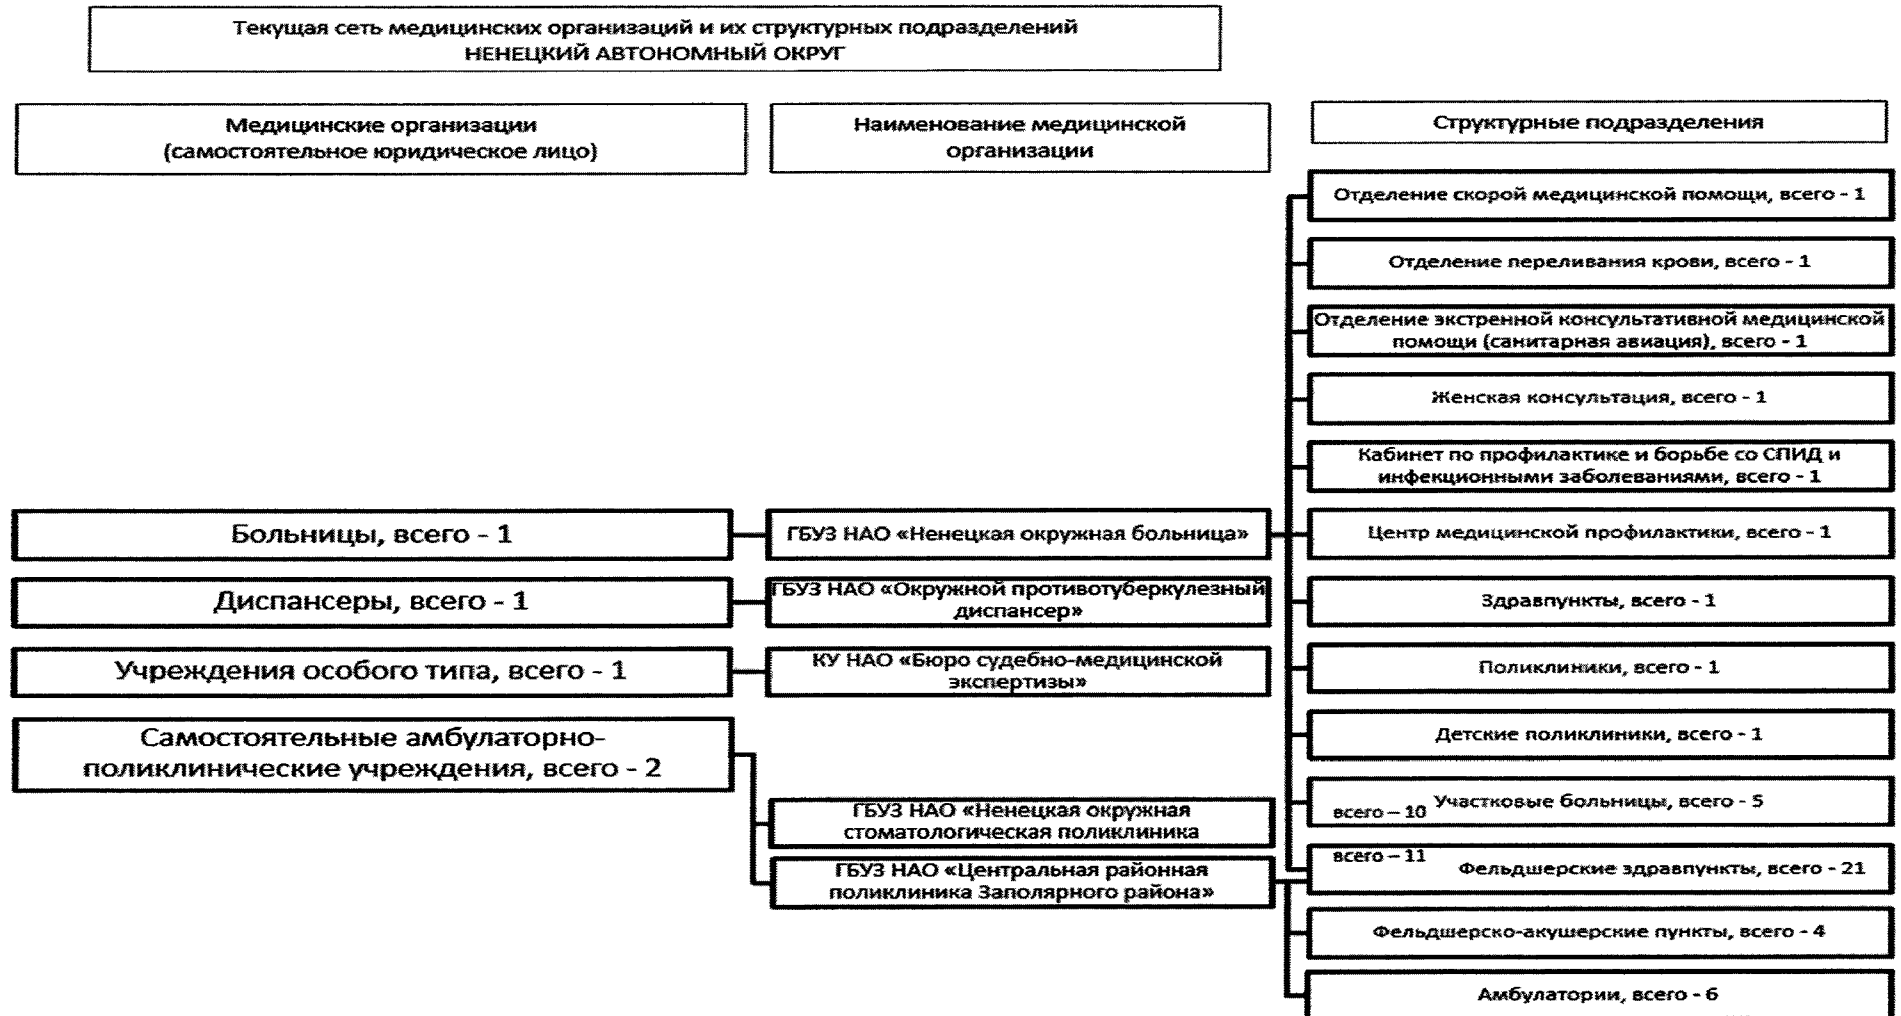 Текущая сеть медицинских организаций и их структурных подразделений
НЕНЕЦКИЙ АВТОНОМНЫЙ ОКРУГ
Медицинские организации
(самостоятельное юридическое лицо)
Наименование медицинской
организации
Структурные подразделения
Отделение скорой медицинской помощи, всего - 1
Отделение переливания крови, всего - 1
Отделение экстренной консультативной медицинской
помощи (санитарная авиация), всего - 1
Женская консультация, всего - 1
Кабинет по профилактике и борьбе со СПИД и
инфекционными заболеваниями, всего - 1
Больницы, всего - 1
ГБУЗ НАО «Ненецкая окружная больница»
Центр медицинской профилактики, всего - 1
Диспансеры, всего - 1
ГБУЗ НАО «Окружной противотуберкулезный
диспансер»
Здравпункты, всего - 1
Учреждения особого типа, всего - 1
КУ НАО «Бюро судебно-медицинской
экспертизы»
Поликлиники, всего - 1
Самостоятельные амбулаторно-
поликлинические учреждения, всего - 2
Детские поликлиники, всего - 1
ГБУЗ НАО «Ненецкая окружная
стоматологическая поликлиника
Участковые больницы, всего - 5
всего – 10
ГБУЗ НАО «Центральная районная
поликлиника Заполярного района»
всего – 11
Фельдшерские здравпункты, всего - 21
Фельдшерско-акушерские пункты, всего - 4
Амбулатории, всего - 6